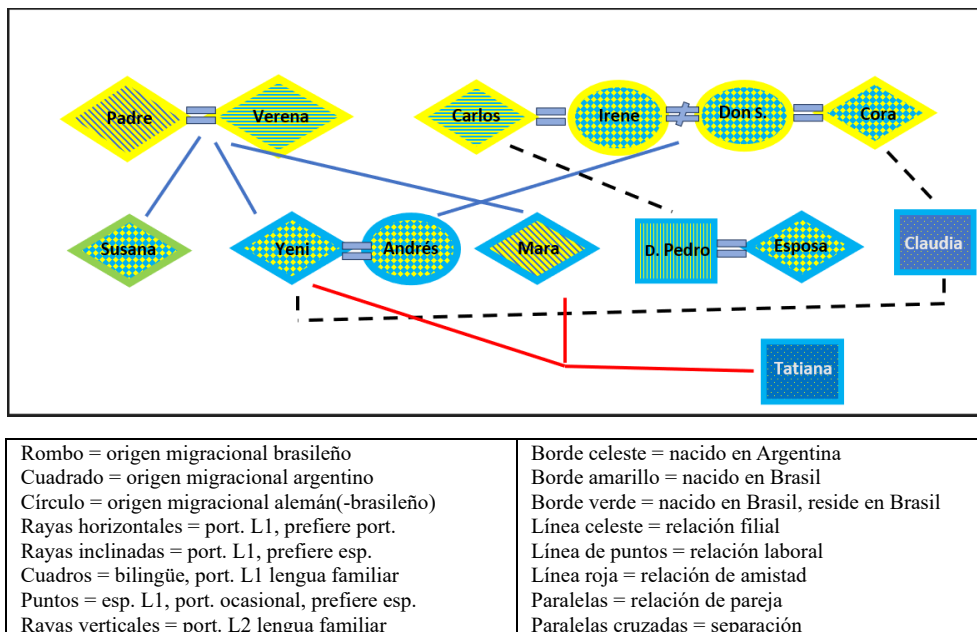 Padre Verena Carlos Irene Don S. Cora
Susana Yeni Andrés Mara D. Pedro Esposa Claudia
Tatiana
Rombo = origen migracional brasileño
Cuadrado = origen migracional argentino
Círculo = origen migracional alemán(-brasileño)
Rayas horizontales = port. L1, prefiere port.
Rayas inclinadas = port. L1, prefiere esp.
Cuadros = bilingüe, port. L1 lengua familiar
Puntos = esp. L1, port. ocasional, prefiere esp.
Rayas verticales = port. L2 lengua familiar
Borde celeste = nacido en Argentina
Borde amarillo = nacido en Brasil
Borde verde = nacido en Brasil, reside en Brasil
Línea celeste = relación filial
Línea de puntos = relación laboral
Línea roja = relación de amistad
Paralelas = relación de pareja
Paralelas cruzadas = separación